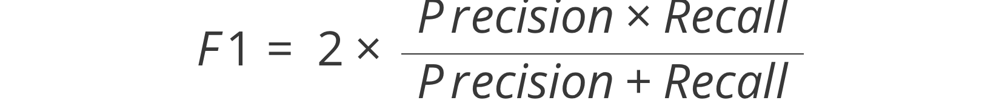 F1 = 2 × Precision × Recall
Precision + Recall